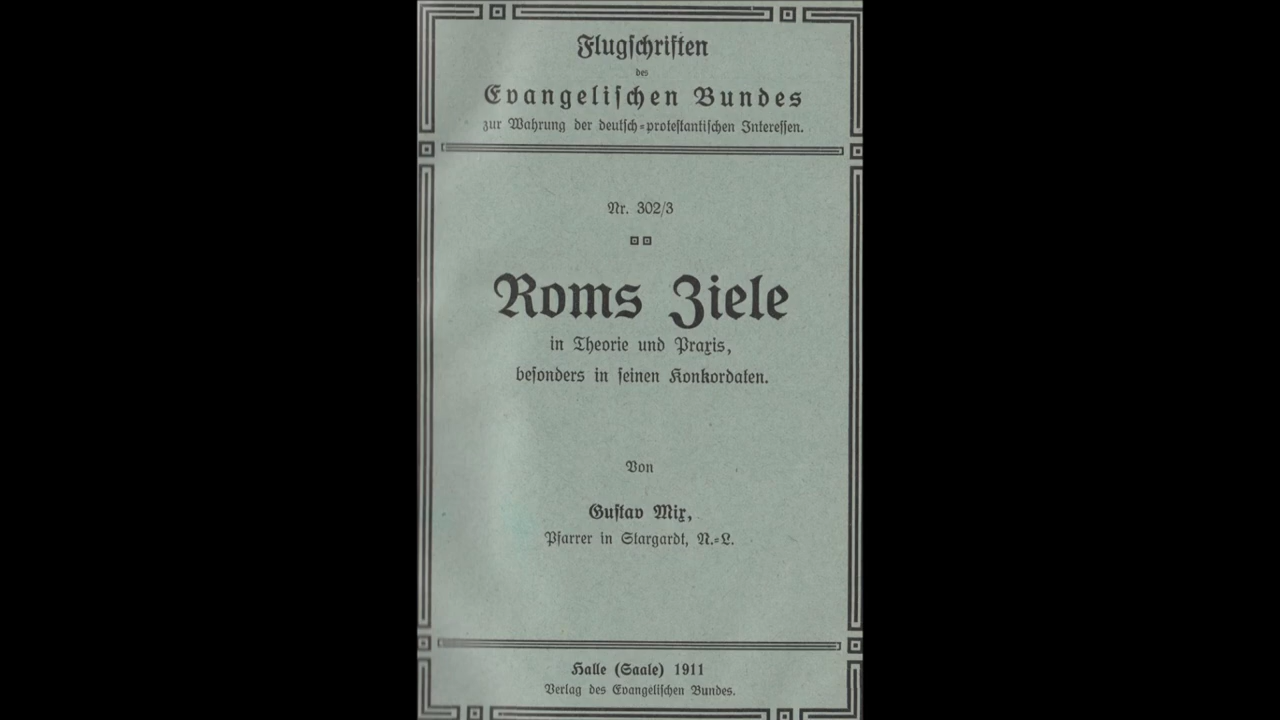 Flugschriften
des
Evangelischen Bundes
zur Wahrung der deutsch-protestantischen Interessen.
Nr. 302/3
Roms Ziele
in Theorie und Praxis,
besonders in seinen Konkordaten.
Von
Gustav Mix,
Pfarrer in Stargardt, N.-L.
Halle (Saale) 1911
Verlag des Evangelischen Bundes.